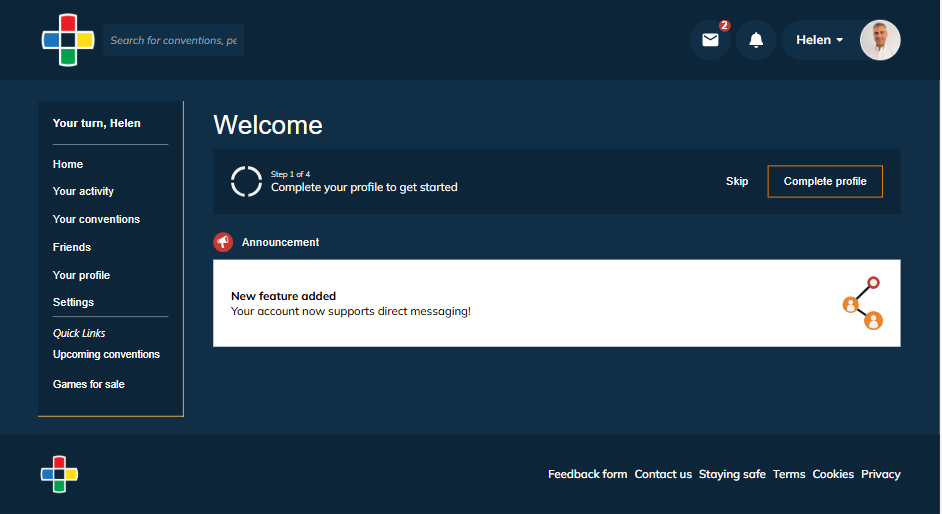 Search for conventions, pe
2
Helen
Your turn, Helen
Home
Your activity
Your conventions
Friends
Your profile
Settings
Quick Links
Upcoming conventions
Games for sale
Welcome
Step 1 of 4
Complete your profile to get started
Skip
Complete profile
Announcement
New feature added
Your account now supports direct messaging!
Feedback form Contact us Staying safe Terms Cookies Privacy